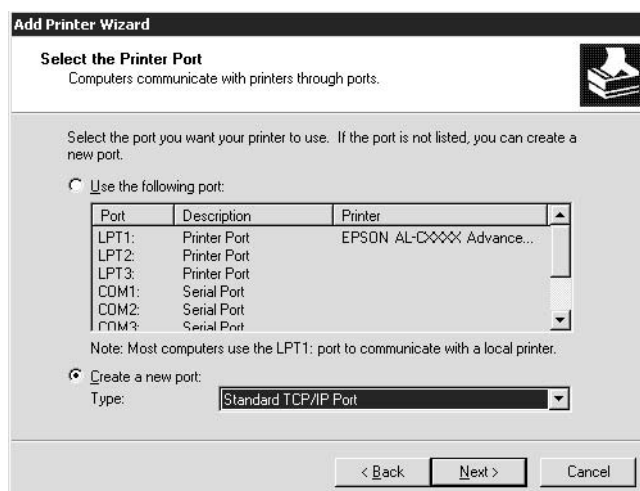 Add Printer Wizard
Select the Printer Port
Computers communicate with printers through ports.
Select the port you want your printer to use. If the port is not listed, you can create a
new port.
Use the following port:
Port Description Printer
LPT1: Printer Port EPSON AL-CXXXX Advance...
LPT2: Printer Port
LPT3: Printer Port
COM1: Serial Port
COM2: Serial Port
COM3: Serial Port
Note: Most computers use the LPT1: port to communicate with a local printer.
Create a new port:
Type: Standard TCP/IP Port
< Back Next > Cancel